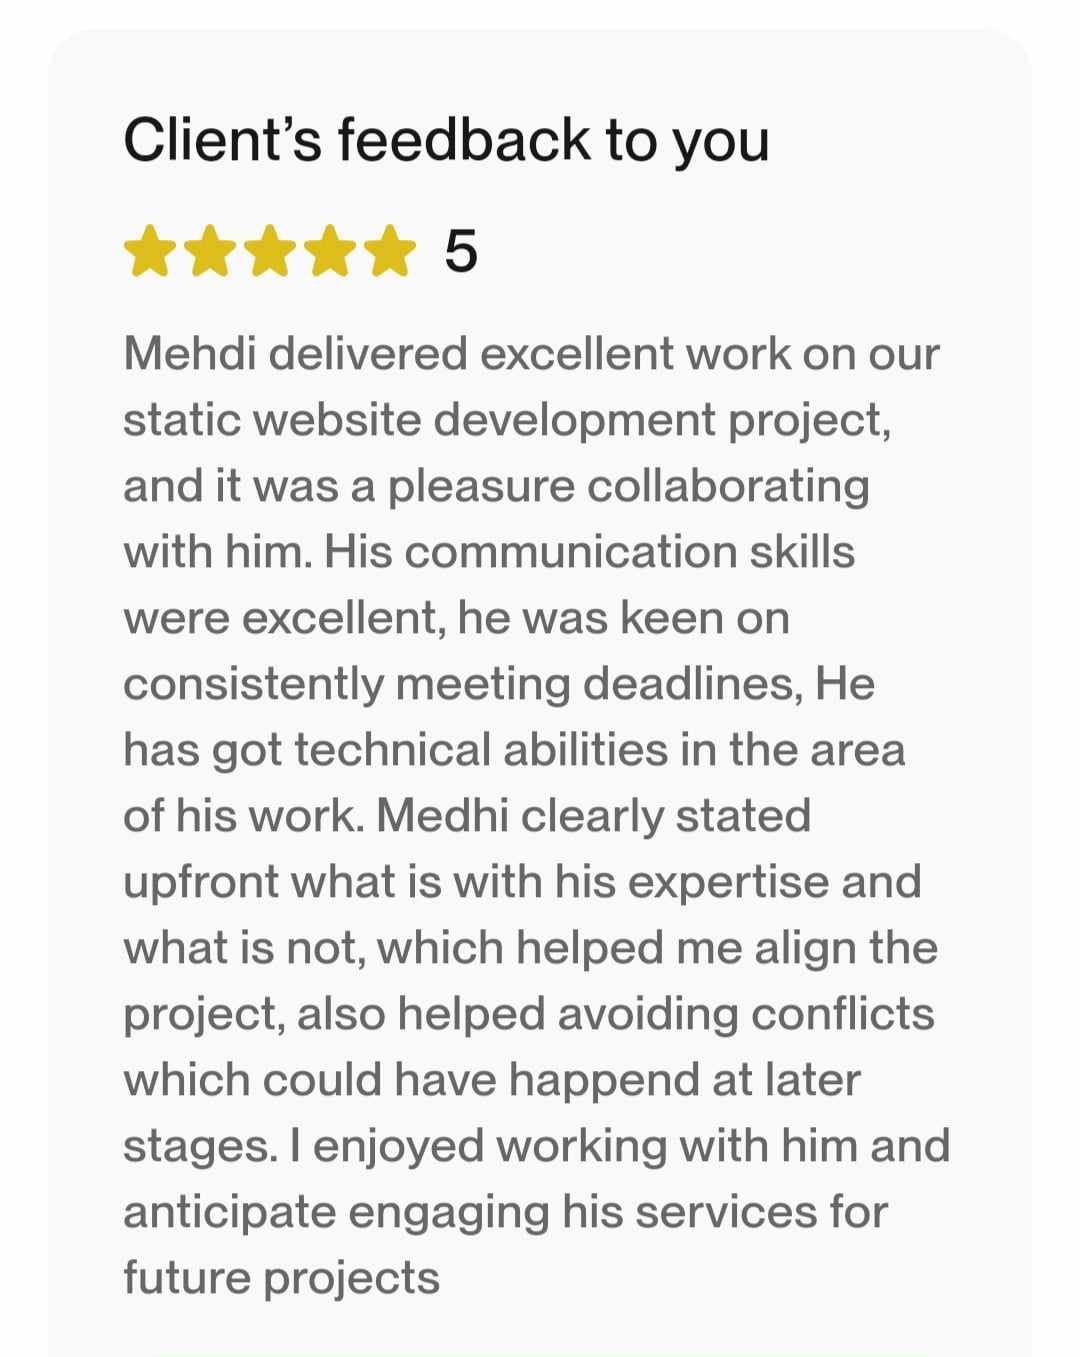 Client’s feedback to you
5
Mehdi delivered excellent work on our
static website development project,
and it was a pleasure collaborating
with him. His communication skills
were excellent, he was keen on
consistently meeting deadlines, He
has got technical abilities in the area
of his work. Medhi clearly stated
upfront what is with his expertise and
what is not, which helped me align the
project, also helped avoiding conflicts
which could have happend at later
stages. I enjoyed working with him and
anticipate engaging his services for
future projects